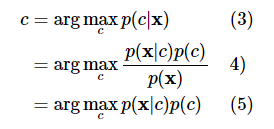 c = arg max_c p(c|x) (3)
= arg max_c p(x|c)p(c) / p(x) 4)
= arg max_c p(x|c)p(c) (5)